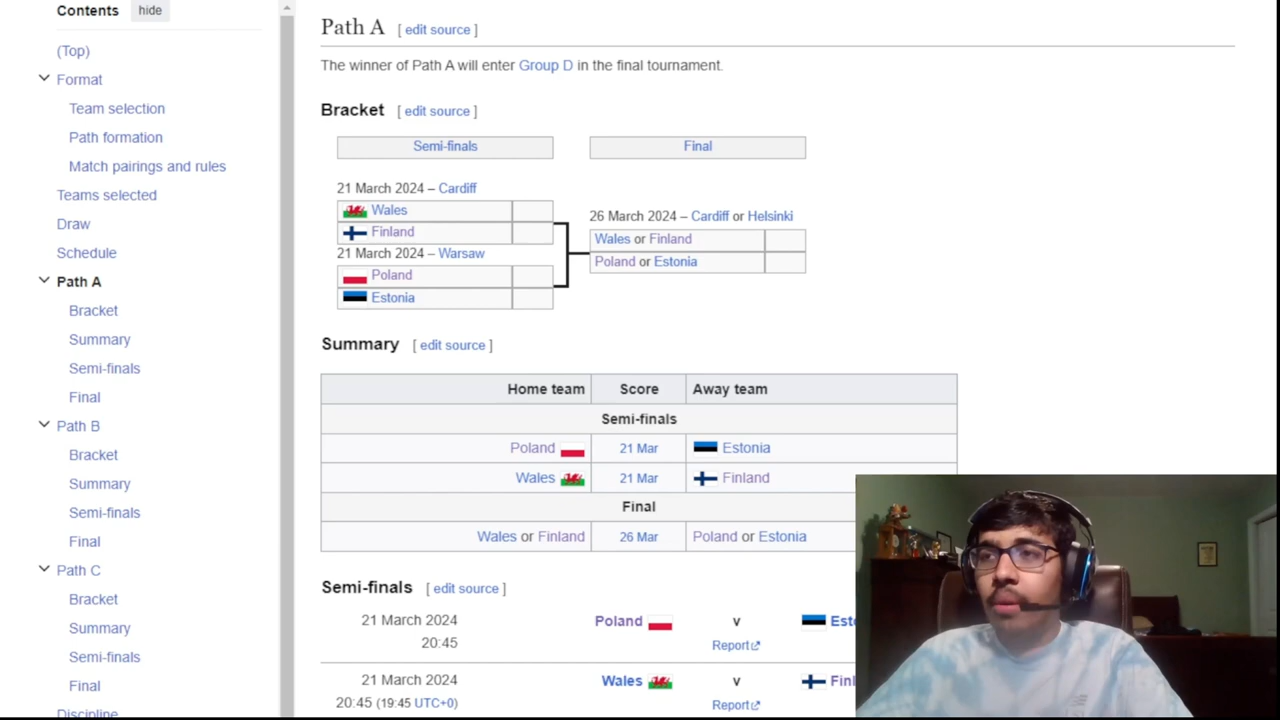 Contents hide
(Top)
Format
Team selection
Path formation
Match pairings and rules
Teams selected
Draw
Schedule
Path A
Bracket
Summary
Semi-finals
Final
Path B
Bracket
Summary
Semi-finals
Final
Path C
Bracket
Summary
Semi-finals
Final
Discipline
Path A [ edit source ]
The winner of Path A will enter Group D in the final tournament.
Bracket [ edit source ]
Semi-finals Final
21 March 2024 – Cardiff
Wales
Finland
21 March 2024 – Warsaw
Poland
Estonia
26 March 2024 – Cardiff or Helsinki
Wales or Finland
Poland or Estonia
Summary [ edit source ]
Home team Score Away team
Semi-finals
Poland 21 Mar Estonia
Wales 21 Mar Finland
Final
Wales or Finland 26 Mar Poland or Estonia
Semi-finals [ edit source ]
21 March 2024 Poland v Est
20:45 Report
21 March 2024 Wales v Finl
20:45 (19:45 UTC+0) Report